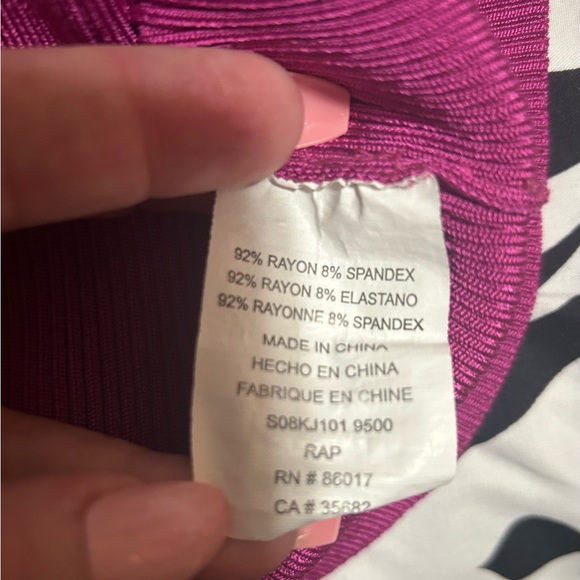 92% RAYON 8% SPANDEX
92% RAYON 8% ELASTANO
92% RAYONNE 8% SPANDEX
MADE IN CHINA
HECHO EN CHINA
FABRIQUE EN CHINE
S08KJ101 9500
RAP
RN # 86017
CA # 35682